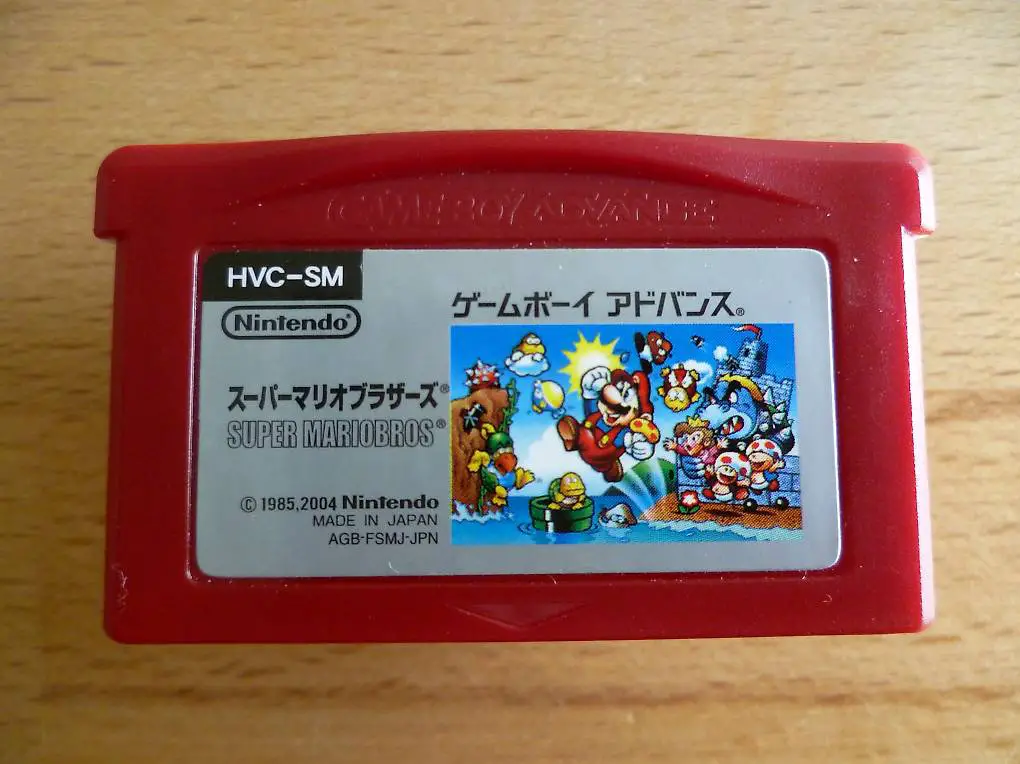 GAME BOY ADVANCE
HVC-SM
Nintendo®
ゲームボーイ アドバンス®
スーパーマリオブラザーズ®
SUPER MARIOBROS®
© 1985,2004 Nintendo
MADE IN JAPAN
AGB-FSMJ-JPN